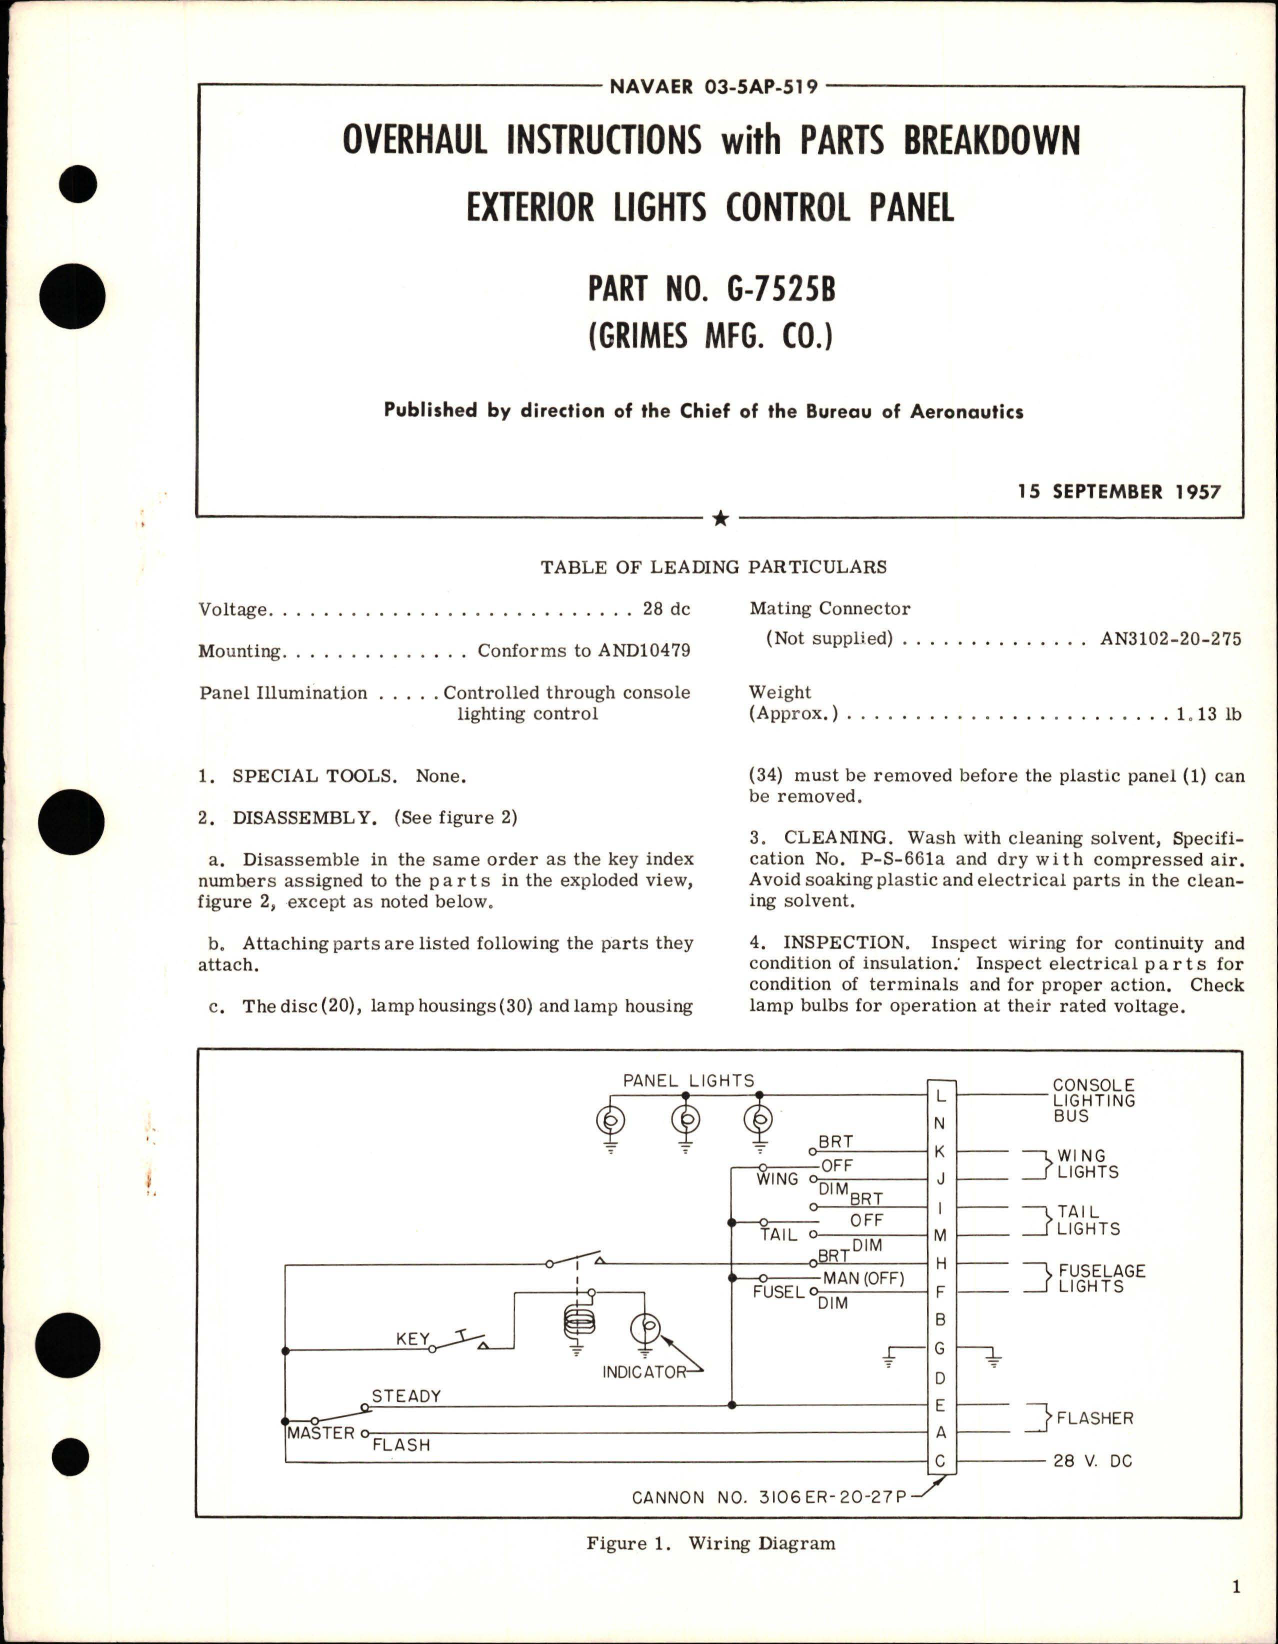 NAVAER 03-5AP-519
OVERHAUL INSTRUCTIONS with PARTS BREAKDOWN
EXTERIOR LIGHTS CONTROL PANEL
PART NO. G-7525B
(GRIMES MFG. CO.)
Published by direction of the Chief of the Bureau of Aeronautics
15 SEPTEMBER 1957
TABLE OF LEADING PARTICULARS
Voltage. . . . . . . . . . . . . . . . . . . . . . . . . . . 28 dc
Mounting. . . . . . . . . . . . . . Conforms to AND10479
Panel Illumination . . . . . Controlled through console
lighting control
Mating Connector
(Not supplied) . . . . . . . . . . . . . . AN3102-20-275
Weight
(Approx.) . . . . . . . . . . . . . . . . . . . . . . . . 1.13 lb
1. SPECIAL TOOLS. None.
2. DISASSEMBLY. (See figure 2)
a. Disassemble in the same order as the key index
numbers assigned to the parts in the exploded view,
figure 2, except as noted below.
b. Attaching parts are listed following the parts they
attach.
c. The disc (20), lamp housings (30) and lamp housing
(34) must be removed before the plastic panel (1) can
be removed.
3. CLEANING. Wash with cleaning solvent, Specifi-
cation No. P-S-661a and dry with compressed air.
Avoid soaking plastic and electrical parts in the clean-
ing solvent.
4. INSPECTION. Inspect wiring for continuity and
condition of insulation. Inspect electrical parts for
condition of terminals and for proper action. Check
lamp bulbs for operation at their rated voltage.
PANEL LIGHTS
L
CONSOLE
LIGHTING
BUS
N
BRT
K
WING
LIGHTS
OFF
WING
J
DIM
BRT
I
TAIL
LIGHTS
OFF
TAIL
M
DIM
BRT
H
FUSELAGE
LIGHTS
MAN (OFF)
FUSEL
F
DIM
B
KEY
G
INDICATOR
D
STEADY
E
FLASHER
MASTER
A
FLASH
C
28 V. DC
CANNON NO. 3106ER-20-27P
Figure 1. Wiring Diagram
1